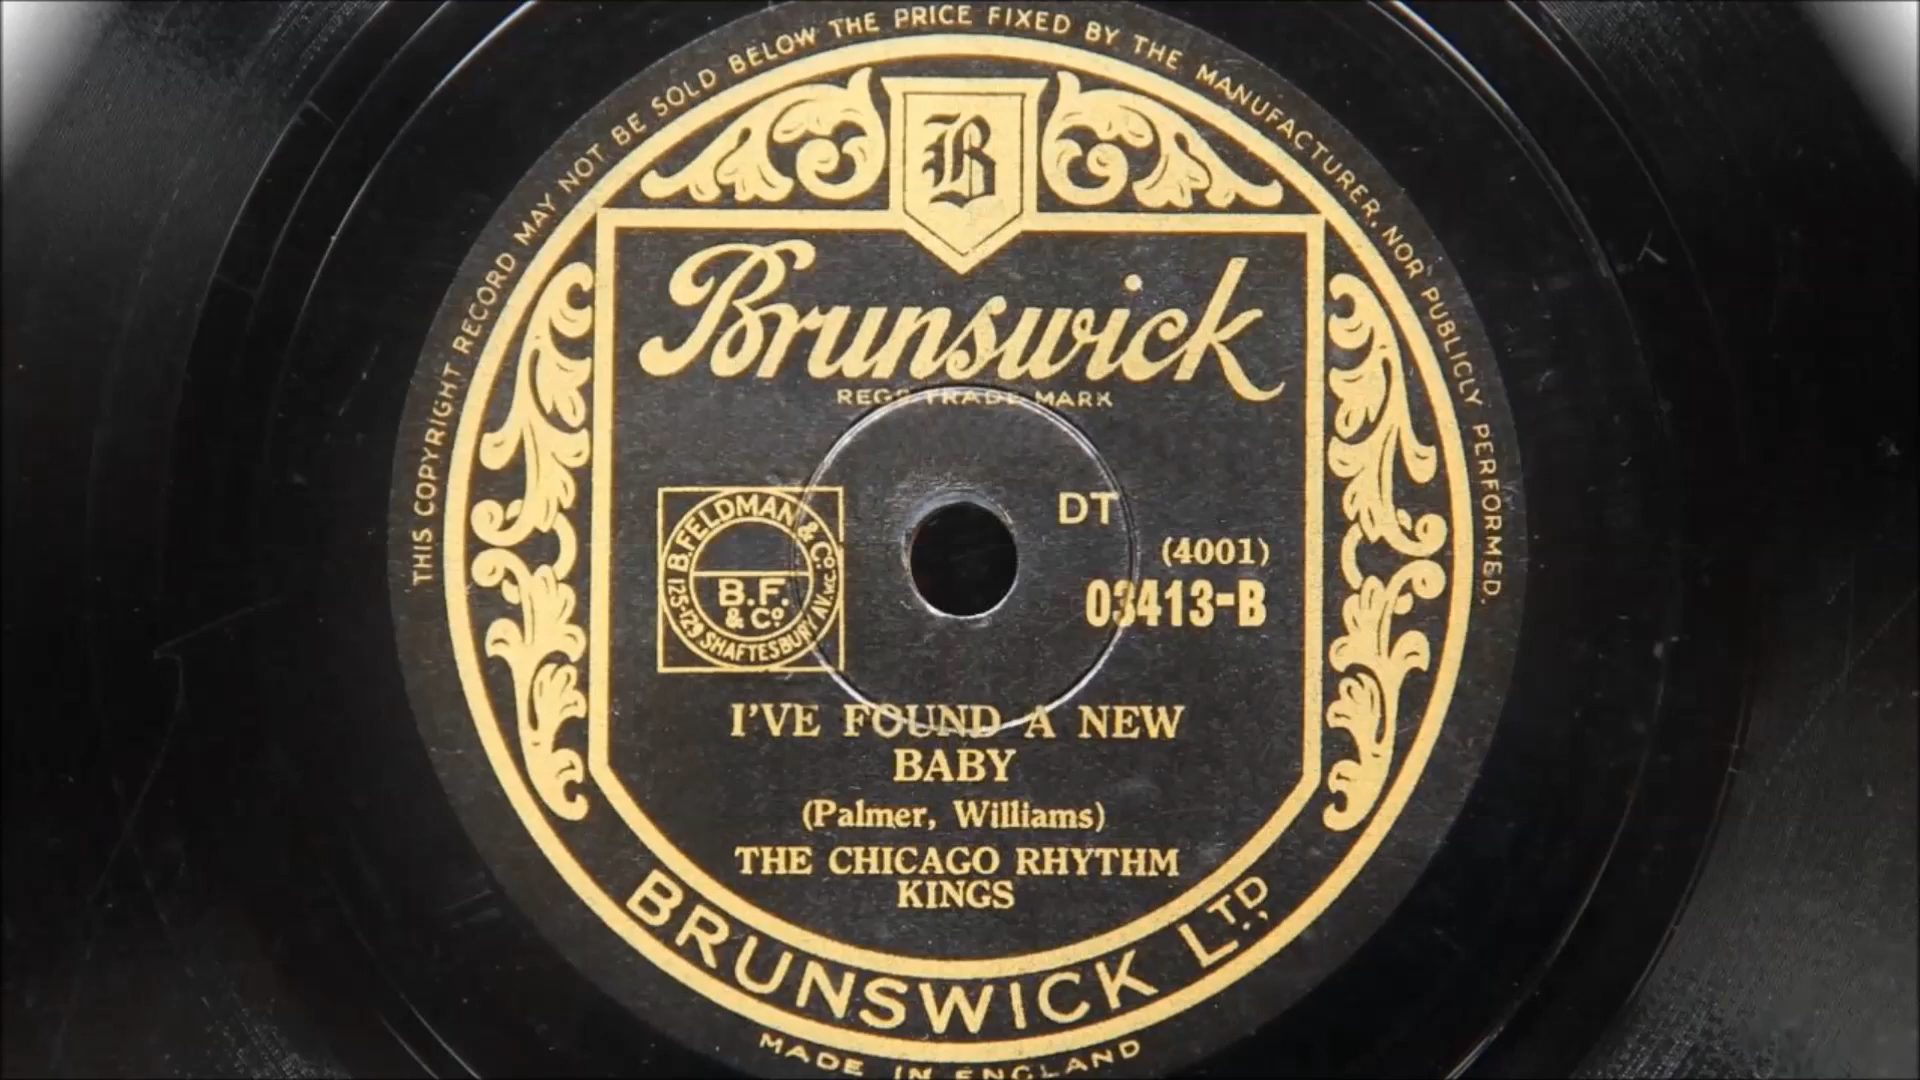 THIS COPYRIGHT RECORD MAY NOT BE SOLD BELOW THE PRICE FIXED BY THE MANUFACTURER, NOR PUBLICLY PERFORMED.
B
Brunswick
REGD TRADE MARK
B. FELDMAN & Co.
125-129 SHAFTESBURY AV. W.C.
B.F.
& Co.
DT
(4001)
03413-B
I'VE FOUND A NEW
BABY
(Palmer, Williams)
THE CHICAGO RHYTHM
KINGS
BRUNSWICK LTD,
MADE IN ENGLAND